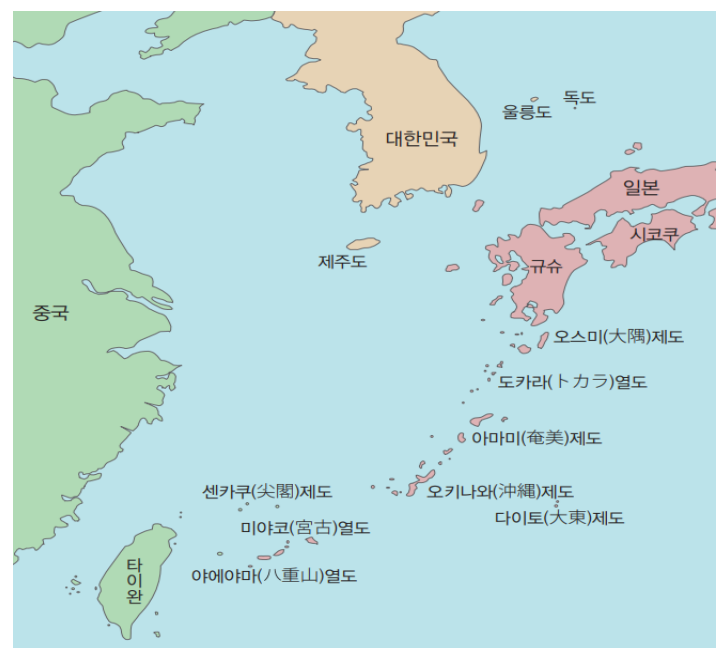 독도
울릉도
대한민국
일본
시코쿠
제주도
규슈
중국
오스미(大隅)제도
도카라(トカラ)열도
아마미(奄美)제도
센카쿠(尖閣)제도
오키나와(沖縄)제도
다이토(大東)제도
미야코(宮古)열도
야에야마(八重山)열도
타
이
완